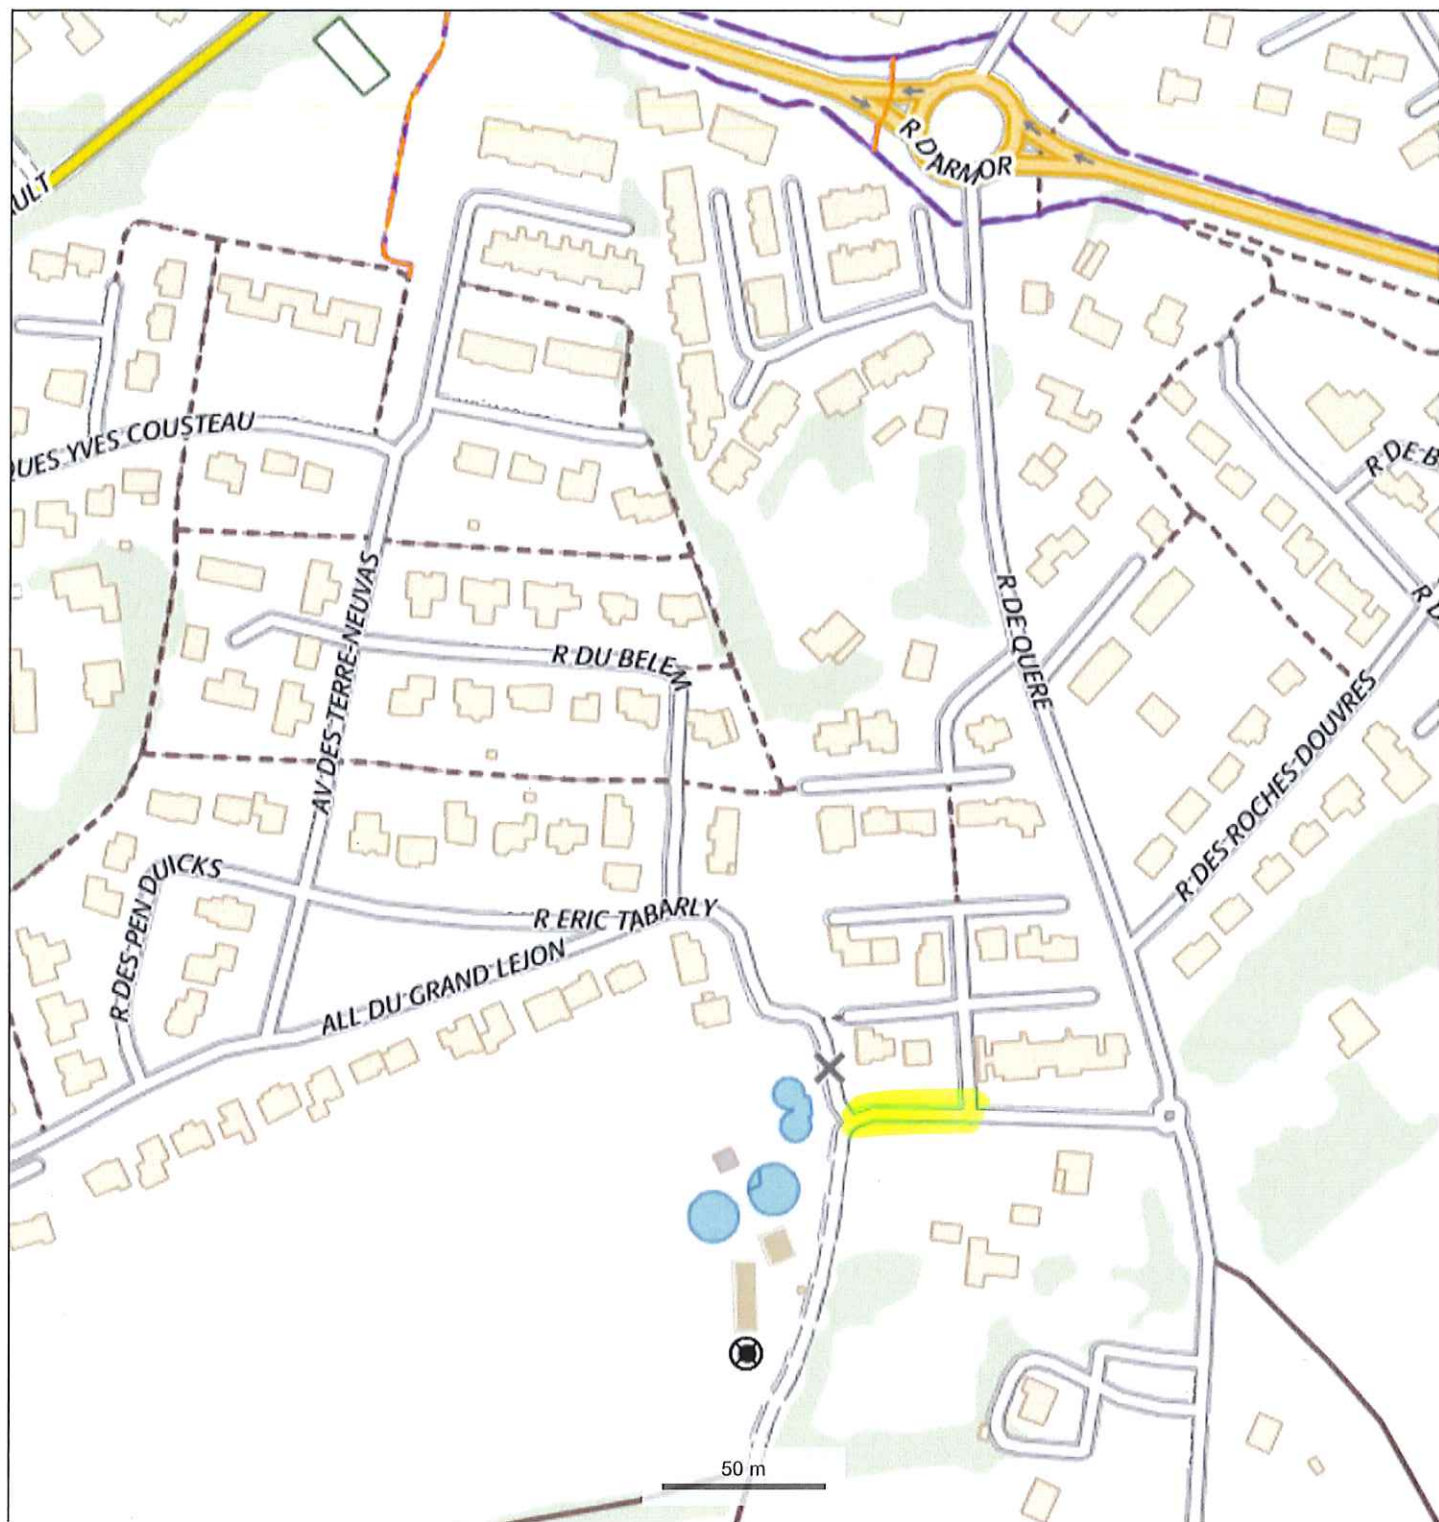 R D'ARMOR
AULT
QUES YVES COUSTEAU
R DE B
R DE QUERE
AV DES TERRE-NEUVAS
R DU BELEM
R DES ROCHES DOUVRES
R DES PEN DUICKS
R ERIC TABARLY
ALL DU GRAND LEJON
50 m